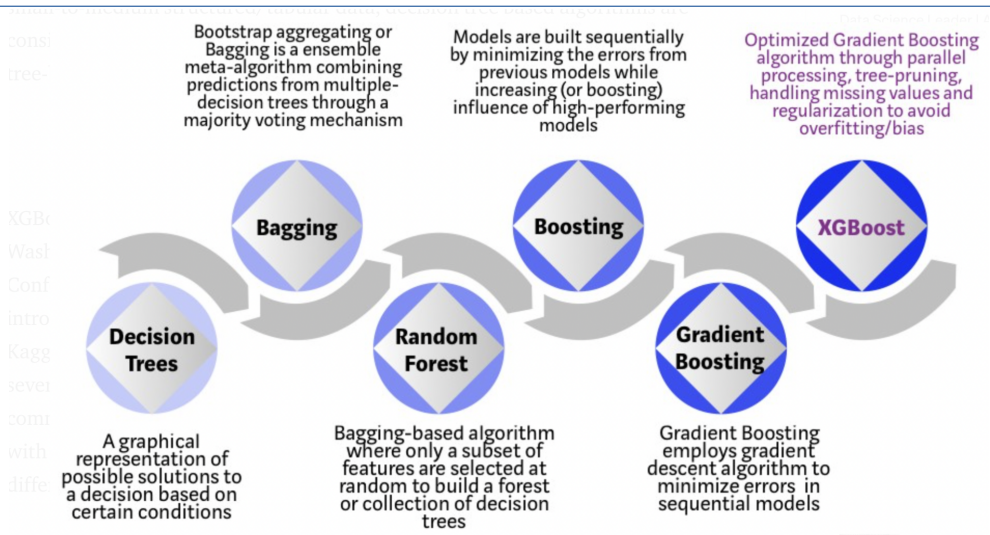 Bootstrap aggregating or
Bagging is a ensemble
meta-algorithm combining
predictions from multiple-
decision trees through a
majority voting mechanism
Models are built sequentially
by minimizing the errors from
previous models while
increasing (or boosting)
influence of high-performing
models
Optimized Gradient Boosting
algorithm through parallel
processing, tree-pruning,
handling missing values and
regularization to avoid
overfitting/bias
Bagging
Boosting
XGBoost
Decision
Trees
Random
Forest
Gradient
Boosting
A graphical
representation of
possible solutions to
a decision based on
certain conditions
Bagging-based algorithm
where only a subset of
features are selected at
random to build a forest
or collection of decision
trees
Gradient Boosting
employs gradient
descent algorithm to
minimize errors in
sequential models